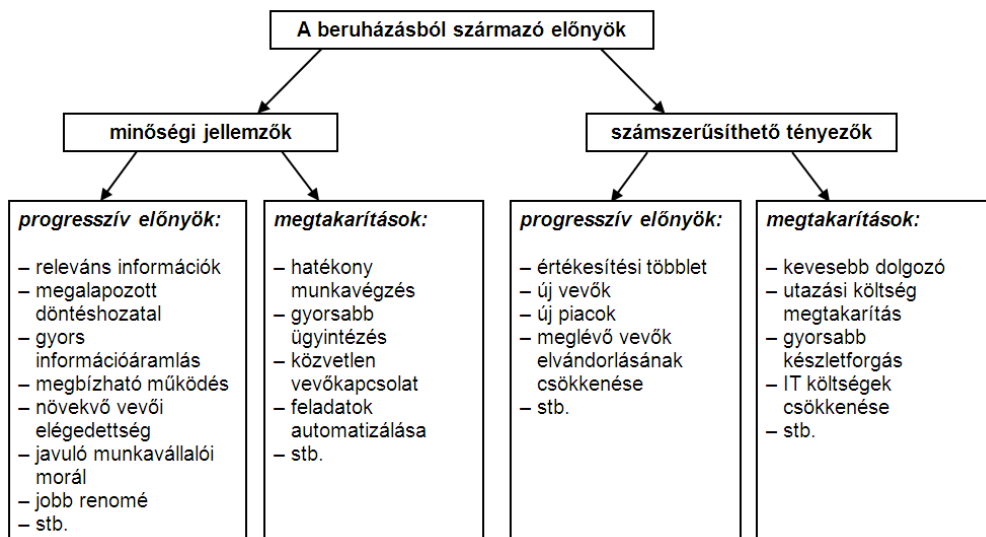 A beruházásból származó előnyök
minőségi jellemzők
számszerűsíthető tényezők
progresszív előnyök:
– releváns információk
– megalapozott
döntéshozatal
– gyors
információáramlás
– megbízható működés
– növekvő vevői
elégedettség
– javuló munkavállalói
morál
– jobb renomé
– stb.
megtakarítások:
– hatékony
munkavégzés
– gyorsabb
ügyintézés
– közvetlen
vevőkapcsolat
– feladatok
automatizálása
– stb.
progresszív előnyök:
– értékesítési többlet
– új vevők
– új piacok
– meglévő vevők
elvándorlásának
csökkenése
– stb.
megtakarítások:
– kevesebb dolgozó
– utazási költség
megtakarítás
– gyorsabb
készletforgás
– IT költségek
csökkenése
– stb.